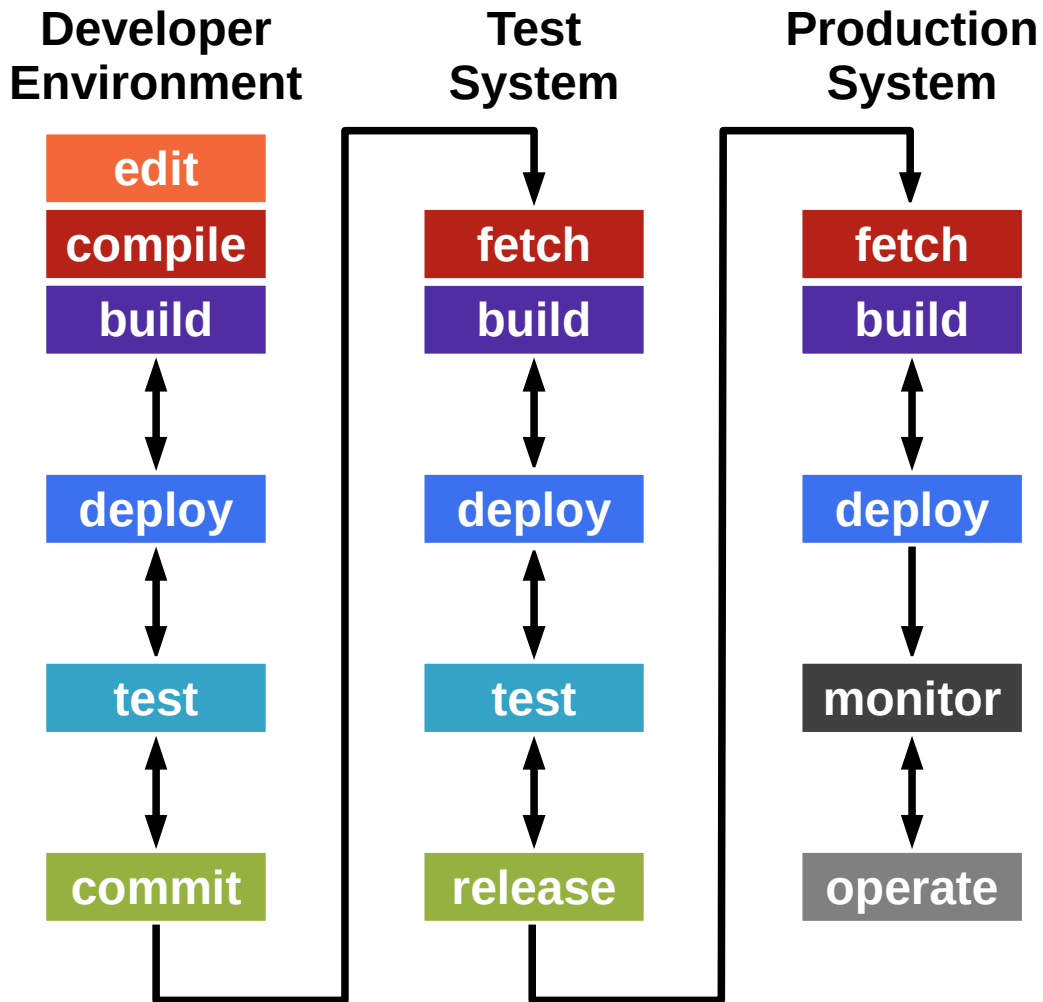 Developer
Environment
edit
compile
build
deploy
test
commit
Test
System
fetch
build
deploy
test
release
Production
System
fetch
build
deploy
monitor
operate